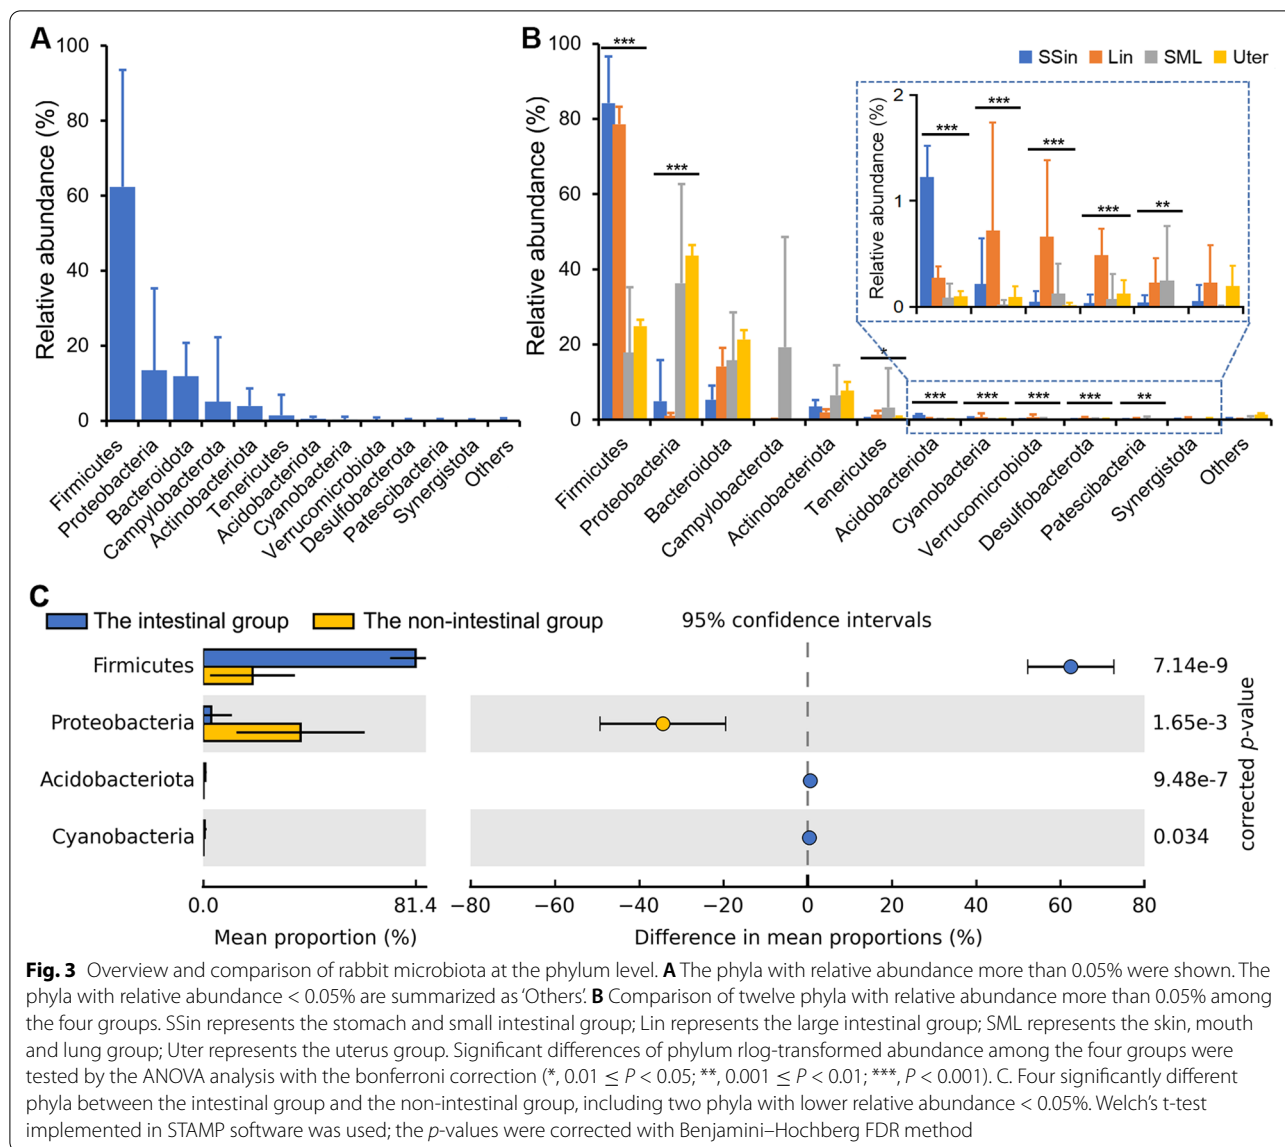 A
B
100
80
60
40
20
0
Relative abundance (%)
Firmicutes
Proteobacteria
Bacteroidota
Campylobacterota
Actinobacteriota
Tenericutes
Acidobacteriota
Cyanobacteria
Verrucomicrobiota
Desulfobacterota
Patescibacteria
Synergistota
Others
100
80
60
40
20
0
Relative abundance (%)
SSin Lin SML Uter
***
***
*
*** *** *** *** **
2
1
0
Relative abundance (%)
*** *** *** *** **
Firmicutes
Proteobacteria
Bacteroidota
Campylobacterota
Actinobacteriota
Tenericutes
Acidobacteriota
Cyanobacteria
Verrucomicrobiota
Desulfobacterota
Patescibacteria
Synergistota
Others
C
The intestinal group The non-intestinal group 95% confidence intervals
Firmicutes 7.14e-9
Proteobacteria 1.65e-3
Acidobacteriota 9.48e-7
Cyanobacteria 0.034
corrected p-value
0.0 81.4 −80 −60 −40 −20 0 20 40 60 80
Mean proportion (%) Difference in mean proportions (%)
Fig. 3 Overview and comparison of rabbit microbiota at the phylum level. A The phyla with relative abundance more than 0.05% were shown. The
phyla with relative abundance < 0.05% are summarized as 'Others'. B Comparison of twelve phyla with relative abundance more than 0.05% among
the four groups. SSin represents the stomach and small intestinal group; Lin represents the large intestinal group; SML represents the skin, mouth
and lung group; Uter represents the uterus group. Significant differences of phylum rlog-transformed abundance among the four groups were
tested by the ANOVA analysis with the bonferroni correction (*, 0.01 ≤ P < 0.05; **, 0.001 ≤ P < 0.01; ***, P < 0.001). C. Four significantly different
phyla between the intestinal group and the non-intestinal group, including two phyla with lower relative abundance < 0.05%. Welch's t-test
implemented in STAMP software was used; the p-values were corrected with Benjamini–Hochberg FDR method